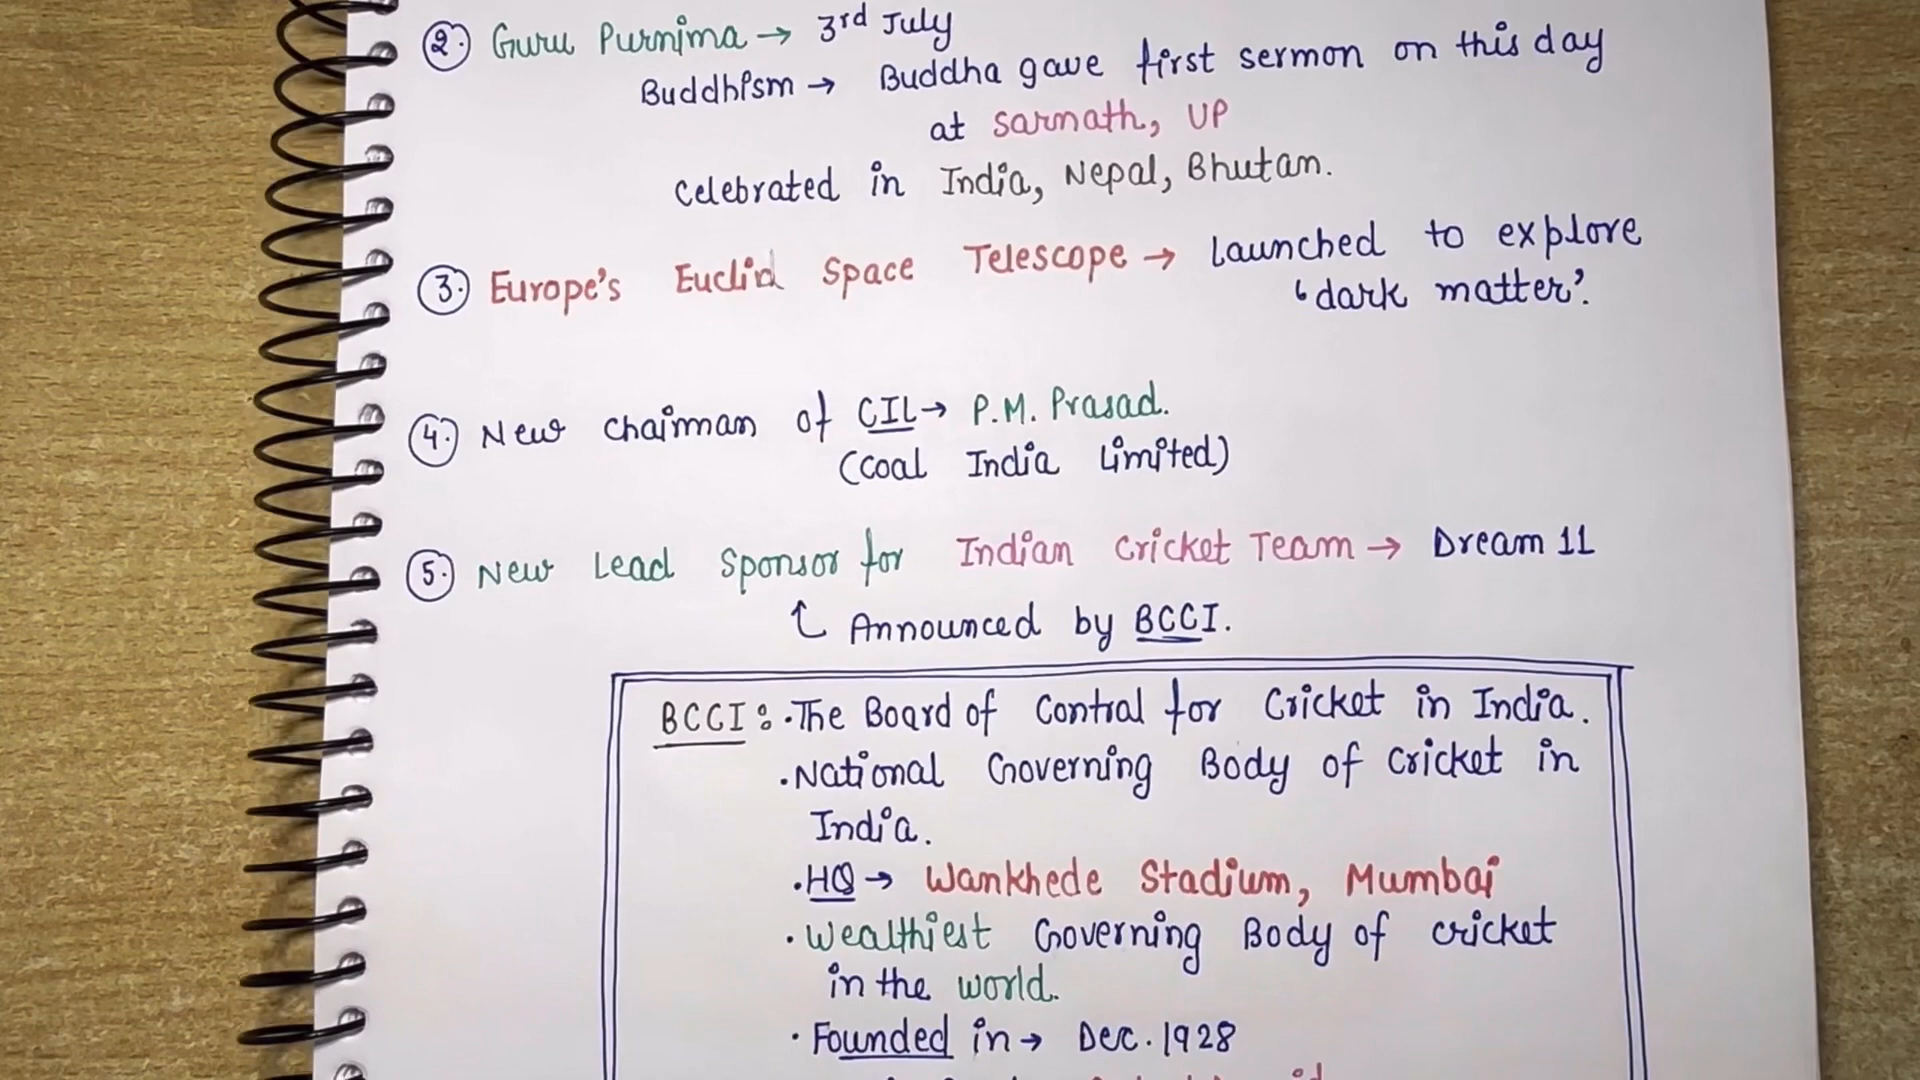 2. Guru Purnima → 3rd July
Buddhism → Buddha gave first sermon on this day
at Sarnath, UP
Celebrated in India, Nepal, Bhutan.
3. Europe's Euclid Space Telescope → Launched to explore
'dark matter'.
4. New Chairman of CIL → P.M. Prasad.
(Coal India Limited)
5. New Lead Sponsor for Indian Cricket Team → Dream 11
Announced by BCCI.
BCCI: •The Board of Control for Cricket in India.
•National Governing Body of Cricket in
India.
•HQ → Wankhede Stadium, Mumbai
•Wealthiest Governing Body of cricket
in the world.
•Founded in → Dec. 1928